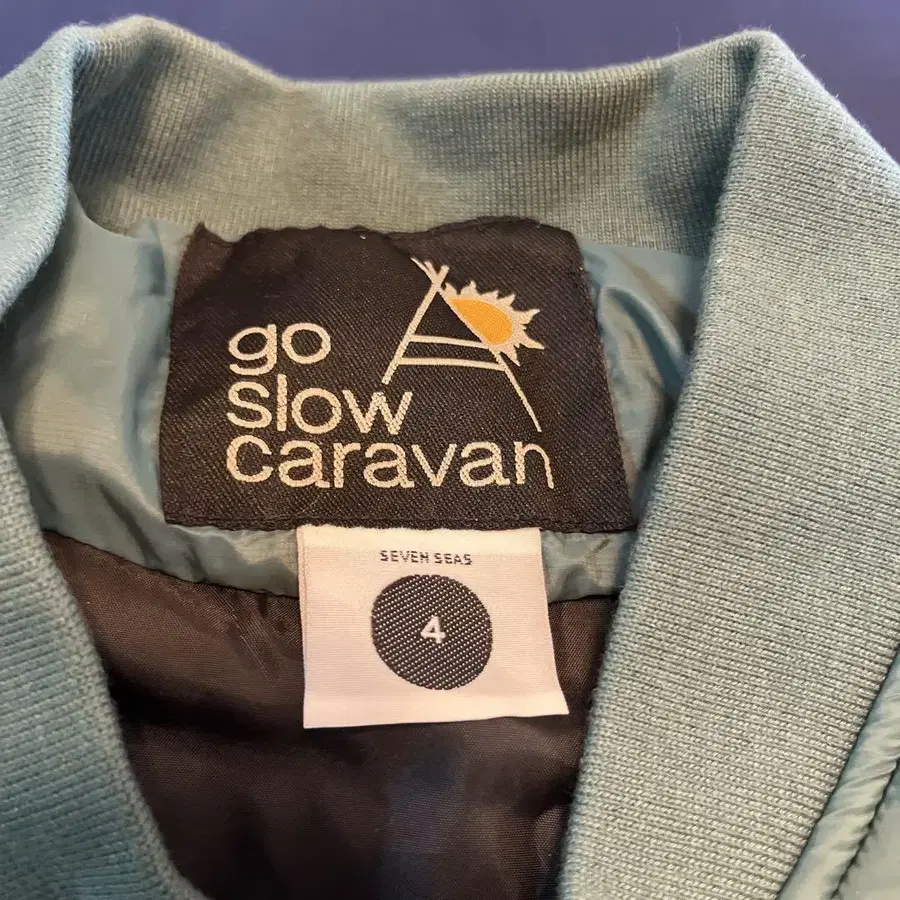 go
slow
caravan
SEVEN SEAS
4